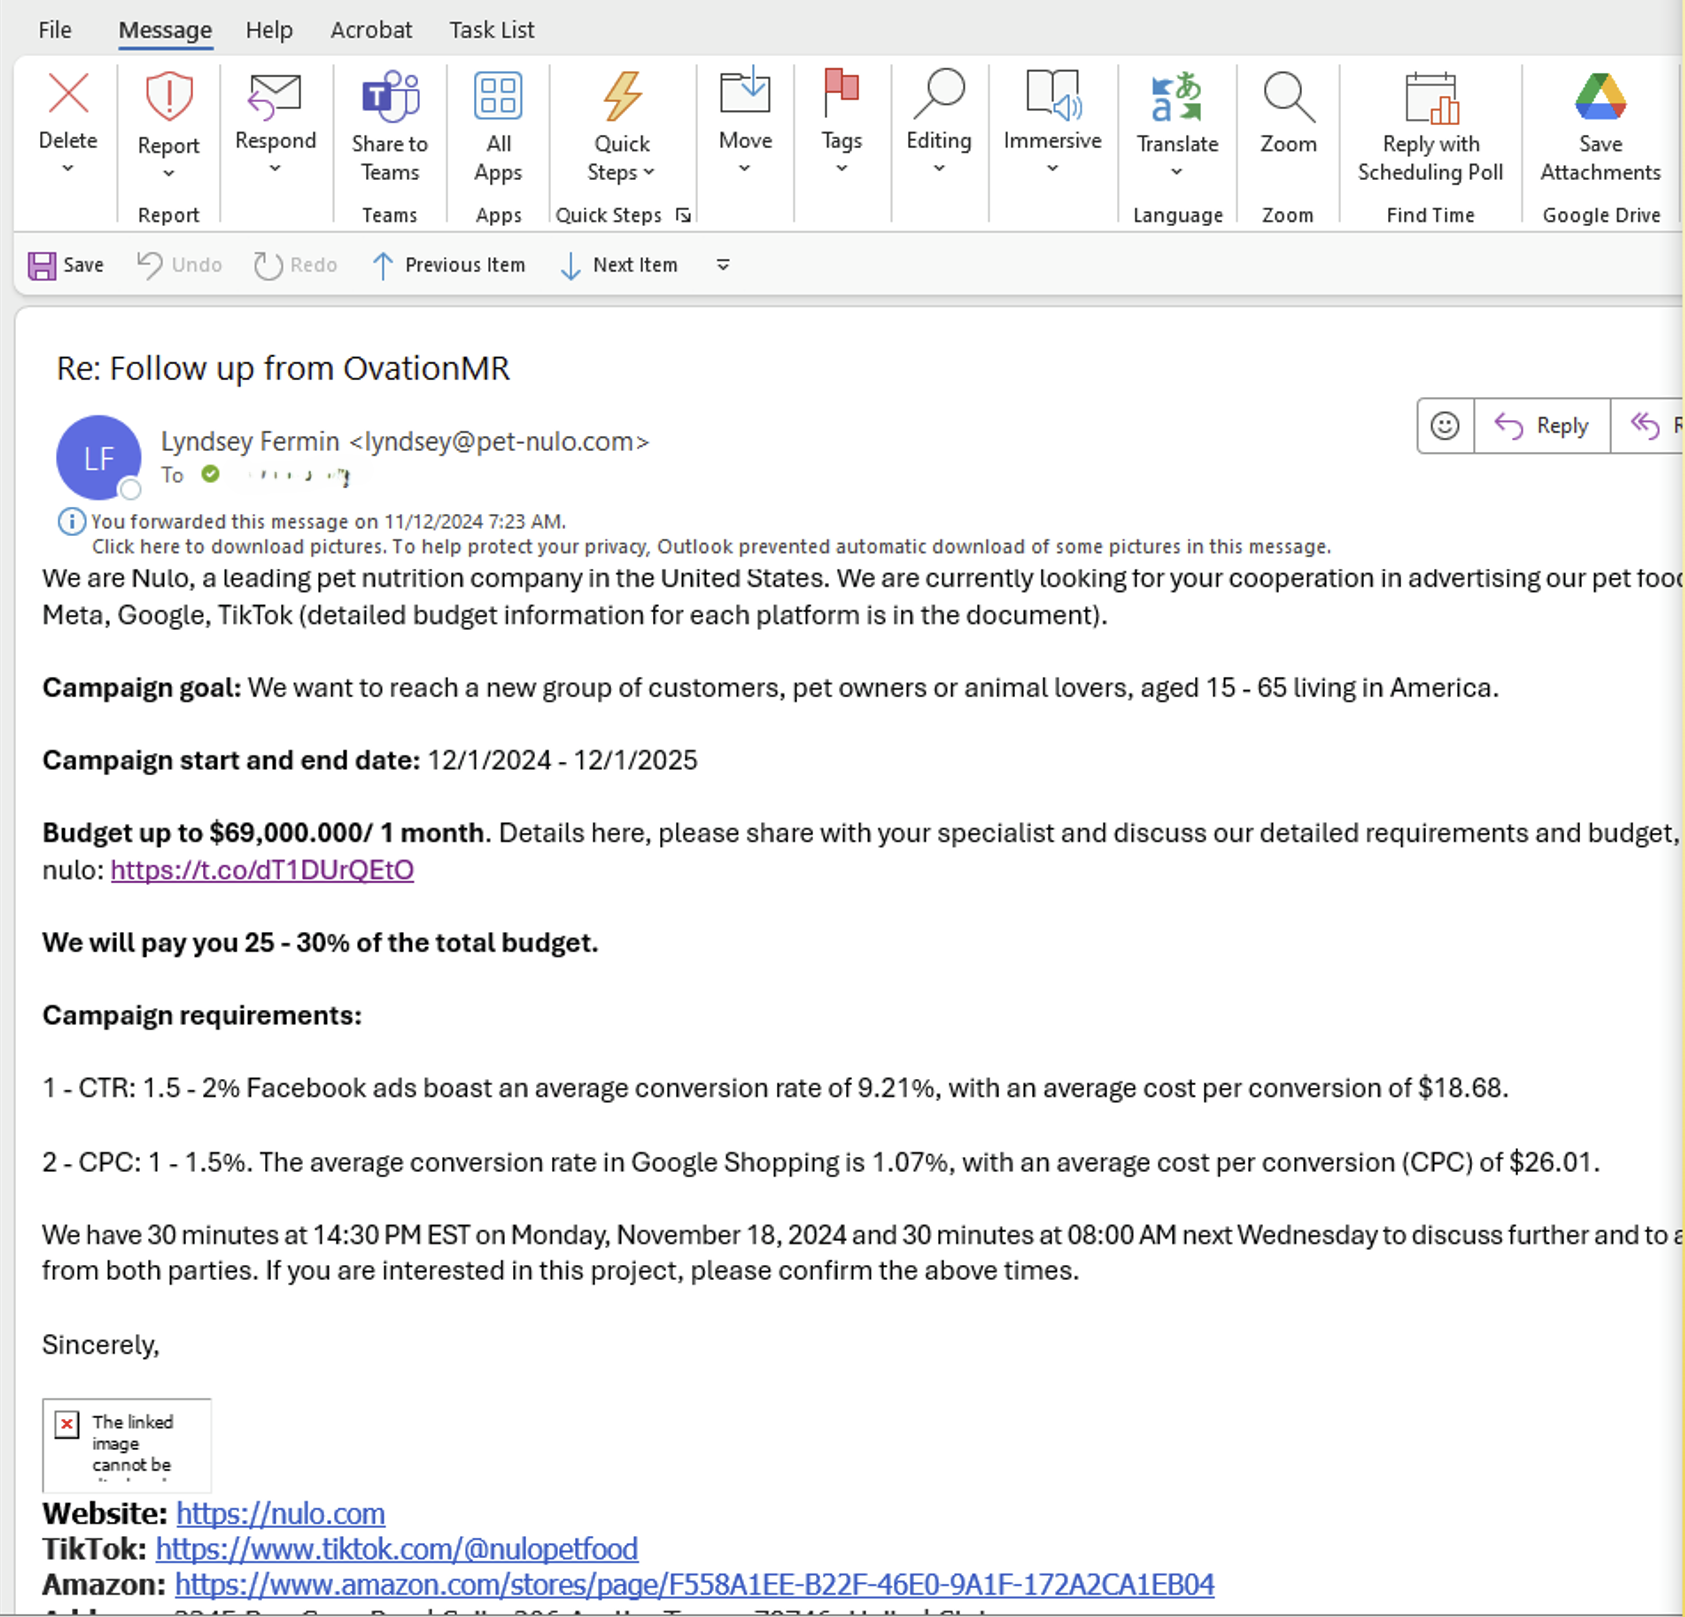 File Message Help Acrobat Task List
Delete Report Respond Share to Teams All Apps Quick Steps Move Tags Editing Immersive Translate Zoom Reply with Scheduling Poll Save Attachments
Report Teams Apps Quick Steps Language Zoom Find Time Google Drive
Save Undo Redo Previous Item Next Item
Re: Follow up from OvationMR
LF
Lyndsey Fermin <lyndsey@pet-nulo.com>
Reply
To
You forwarded this message on 11/12/2024 7:23 AM.
Click here to download pictures. To help protect your privacy, Outlook prevented automatic download of some pictures in this message.
We are Nulo, a leading pet nutrition company in the United States. We are currently looking for your cooperation in advertising our pet
Meta, Google, TikTok (detailed budget information for each platform is in the document).
Campaign goal: We want to reach a new group of customers, pet owners or animal lovers, aged 15 - 65 living in America.
Campaign start and end date: 12/1/2024 - 12/1/2025
Budget up to $69,000.000/ 1 month. Details here, please share with your specialist and discuss our detailed requirements and budget,
nulo: https://t.co/dT1DUrQEtO
We will pay you 25 - 30% of the total budget.
Campaign requirements:
1 - CTR: 1.5 - 2% Facebook ads boast an average conversion rate of 9.21%, with an average cost per conversion of $18.68.
2 - CPC: 1 - 1.5%. The average conversion rate in Google Shopping is 1.07%, with an average cost per conversion (CPC) of $26.01.
We have 30 minutes at 14:30 PM EST on Monday, November 18, 2024 and 30 minutes at 08:00 AM next Wednesday to discuss further and to
from both parties. If you are interested in this project, please confirm the above times.
Sincerely,
The linked
image
cannot be
Website: https://nulo.com
TikTok: https://www.tiktok.com/@nulopetfood
Amazon: https://www.amazon.com/stores/page/F558A1EE-B22F-46E0-9A1F-172A2CA1EB04